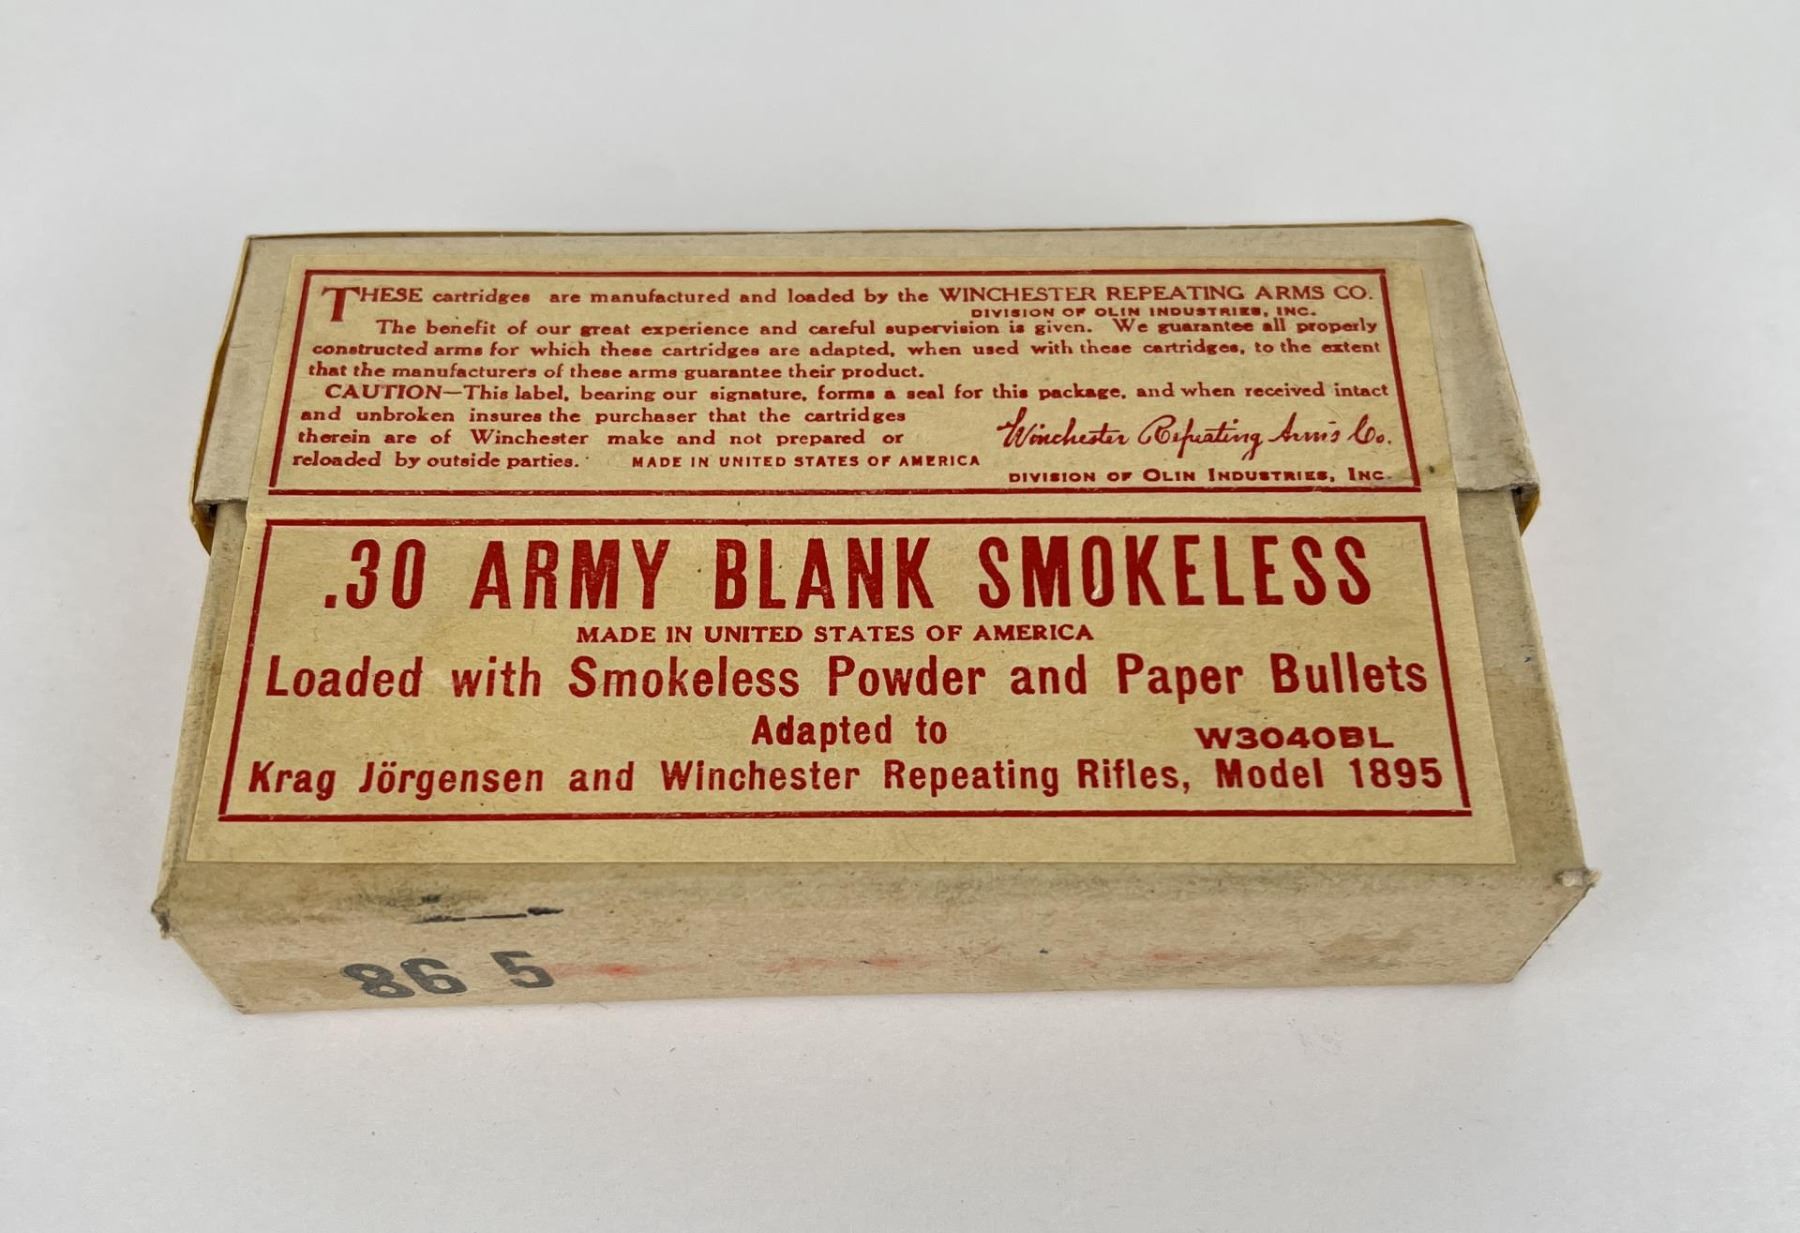 THESE cartridges are manufactured and loaded by the WINCHESTER REPEATING ARMS CO.
DIVISION OF OLIN INDUSTRIES, INC.
The benefit of our great experience and careful supervision is given. We guarantee all properly
constructed arms for which these cartridges are adapted, when used with these cartridges, to the extent
that the manufacturers of these arms guarantee their product.
CAUTION—This label, bearing our signature, forms a seal for this package, and when received intact
and unbroken insures the purchaser that the cartridges
therein are of Winchester make and not prepared or
reloaded by outside parties. MADE IN UNITED STATES OF AMERICA
Winchester Repeating Arms Co.
DIVISION OF OLIN INDUSTRIES, INC.
.30 ARMY BLANK SMOKELESS
MADE IN UNITED STATES OF AMERICA
Loaded with Smokeless Powder and Paper Bullets
Adapted to
W3040BL
Krag Jörgensen and Winchester Repeating Rifles, Model 1895
86 5